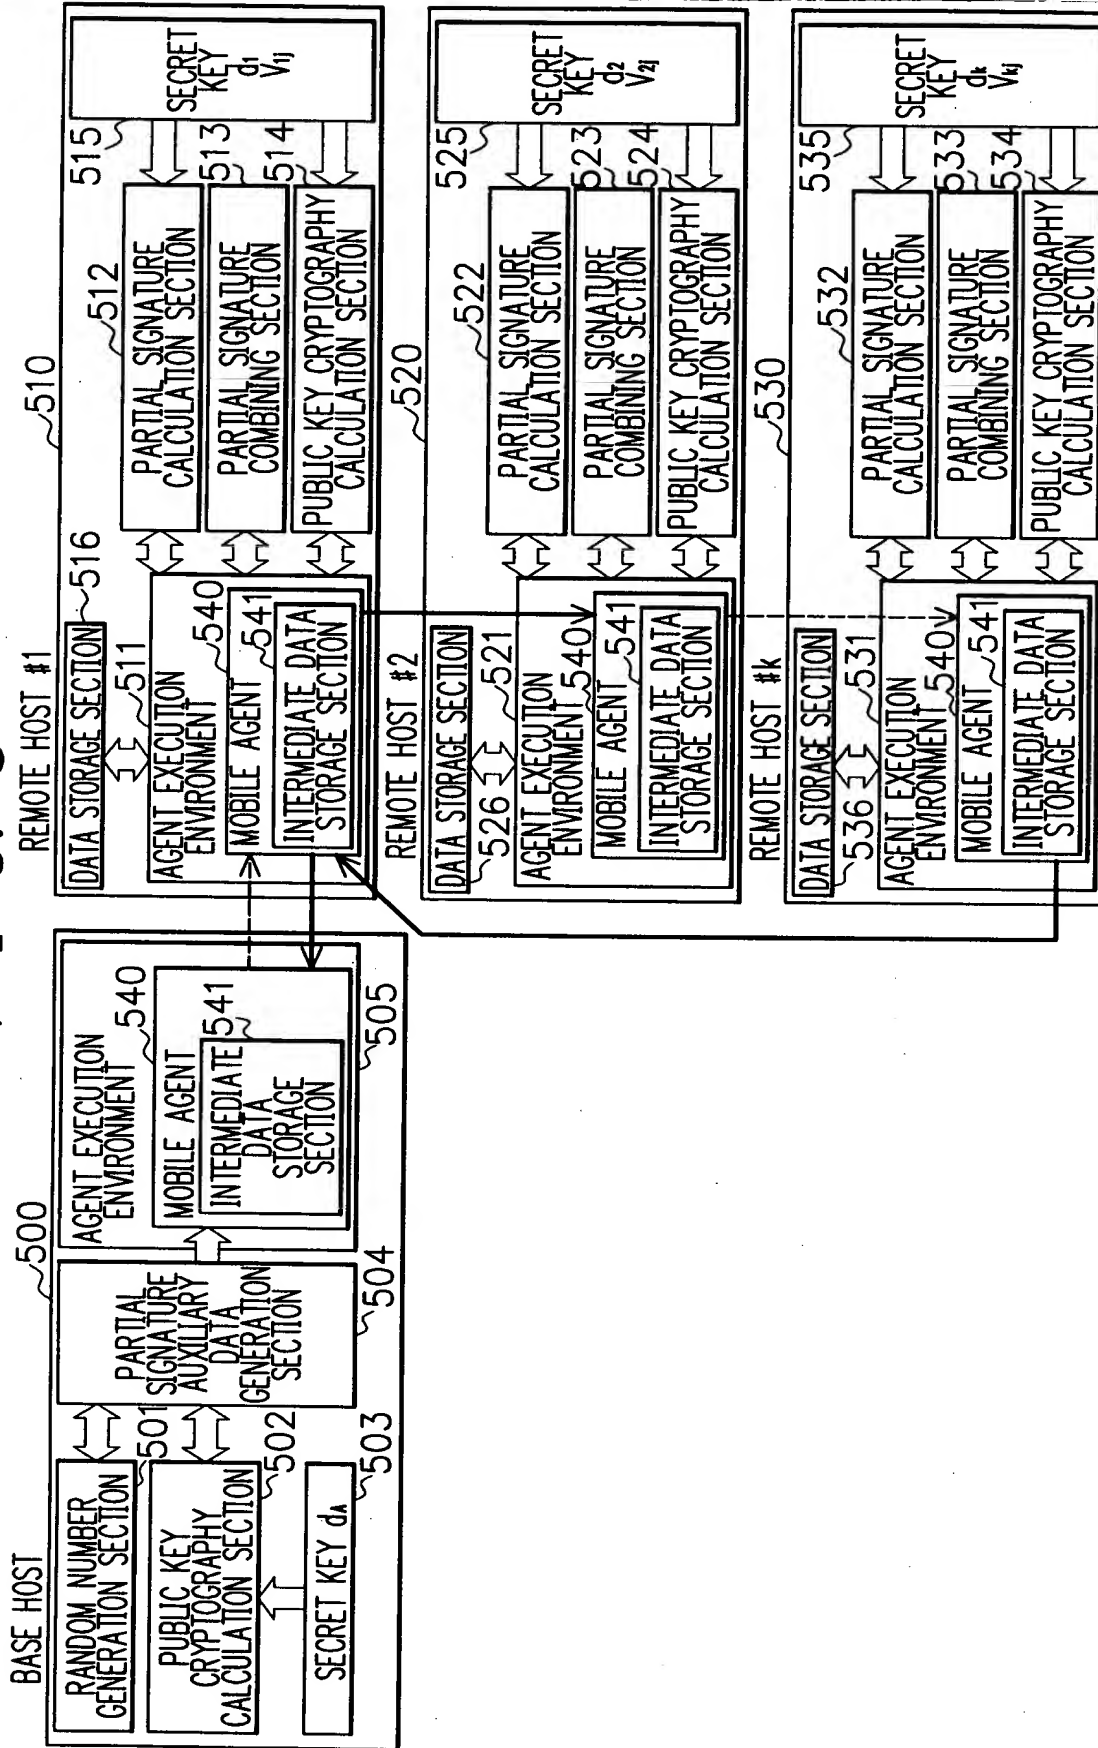 BASE HOST
500
RANDOM NUMBER
GENERATION SECTION
501
PUBLIC KEY
CRYPTOGRAPHY
CALCULATION SECTION
502
SECRET KEY dA
503
PARTIAL
SIGNATURE
AUXILIARY
DATA
GENERATION
SECTION
504
AGENT EXECUTION
ENVIRONMENT
540
MOBILE AGENT
541
INTERMEDIATE
DATA
STORAGE
SECTION
505
REMOTE HOST #1
510
DATA STORAGE SECTION
516
511
AGENT EXECUTION
ENVIRONMENT
540
MOBILE AGENT
541
INTERMEDIATE DATA
STORAGE SECTION
512
PARTIAL SIGNATURE
CALCULATION SECTION
513
PARTIAL SIGNATURE
COMBINING SECTION
514
PUBLIC KEY CRYPTOGRAPHY
CALCULATION SECTION
515
SECRET
KEY
d1
V1j
REMOTE HOST #2
520
DATA STORAGE SECTION
526
521
AGENT EXECUTION
ENVIRONMENT
540
MOBILE AGENT
541
INTERMEDIATE DATA
STORAGE SECTION
522
PARTIAL SIGNATURE
CALCULATION SECTION
523
PARTIAL SIGNATURE
COMBINING SECTION
524
PUBLIC KEY CRYPTOGRAPHY
CALCULATION SECTION
525
SECRET
KEY
d2
V2j
REMOTE HOST #k
530
DATA STORAGE SECTION
536
531
AGENT EXECUTION
ENVIRONMENT
540
MOBILE AGENT
541
INTERMEDIATE DATA
STORAGE SECTION
532
PARTIAL SIGNATURE
CALCULATION SECTION
533
PARTIAL SIGNATURE
COMBINING SECTION
534
PUBLIC KEY CRYPTOGRAPHY
CALCULATION SECTION
535
SECRET
KEY
dk
Vkj